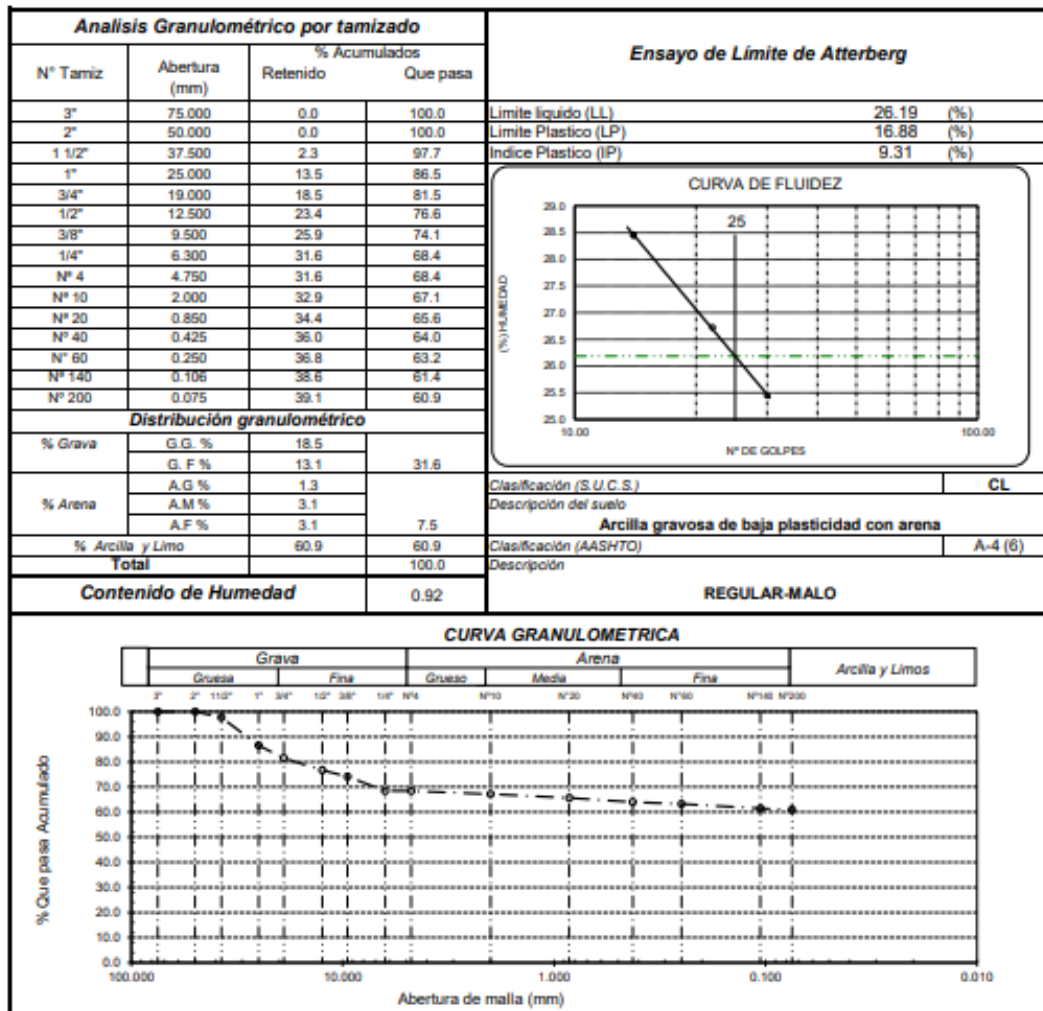 Analisis Granulométrico por tamizado
N° Tamiz Abertura (mm) % Acumulados Retenido Que pasa
3" 75.000 0.0 100.0
2" 50.000 0.0 100.0
1 1/2" 37.500 2.3 97.7
1" 25.000 13.5 86.5
3/4" 19.000 18.5 81.5
1/2" 12.500 23.4 76.6
3/8" 9.500 25.9 74.1
1/4" 6.300 31.6 68.4
Nº 4 4.750 31.6 68.4
Nº 10 2.000 32.9 67.1
Nº 20 0.850 34.4 65.6
Nº 40 0.425 36.0 64.0
N° 60 0.250 36.8 63.2
Nº 140 0.106 38.6 61.4
Nº 200 0.075 39.1 60.9
Distribución granulométrico
% Grava G.G. % 18.5
G. F % 13.1 31.6
A.G % 1.3
% Arena A.M % 3.1
A.F % 3.1 7.5
% Arcilla y Limo 60.9 60.9
Total 100.0
Contenido de Humedad 0.92
Ensayo de Límite de Atterberg
Limite liquido (LL) 26.19 (%)
Limite Plastico (LP) 16.88 (%)
Indice Plastico (IP) 9.31 (%)
CURVA DE FLUIDEZ
25
29.0
28.5
28.0
27.5
27.0
26.5
26.0
25.5
25.0
(%) HUMEDAD
10.00 100.00
Nº DE GOLPES
Clasificación (S.U.C.S.) CL
Descripción del suelo
Arcilla gravosa de baja plasticidad con arena
Clasificación (AASHTO) A-4 (6)
Descripción
REGULAR-MALO
CURVA GRANULOMETRICA
Grava Arena Arcilla y Limos
Gruesa Fina Grueso Media Fina
3" 2" 11/2" 1" 3/4" 1/2" 3/8" 1/4" Nº4 N°10 N°20 N°40 N°60 N°140 N°200
100.0
90.0
80.0
70.0
60.0
50.0
40.0
30.0
20.0
10.0
0.0
% Que pasa Acumulado
100.000 10.000 1.000 0.100 0.010
Abertura de malla (mm)